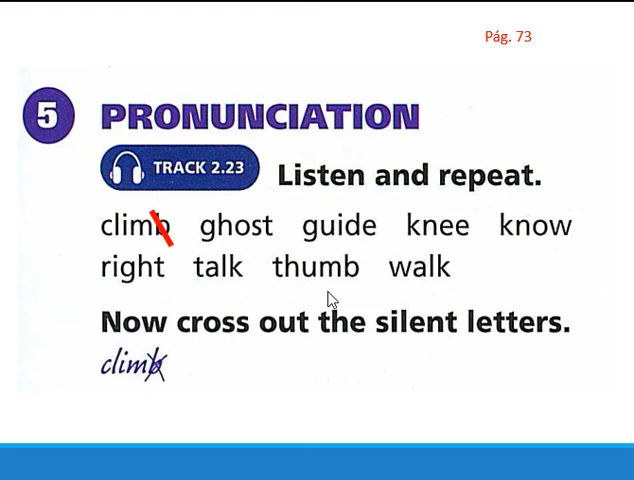 Pág. 73
5 PRONUNCIATION
TRACK 2.23 Listen and repeat.
climb ghost guide knee know
right talk thumb walk
Now cross out the silent letters.
climb